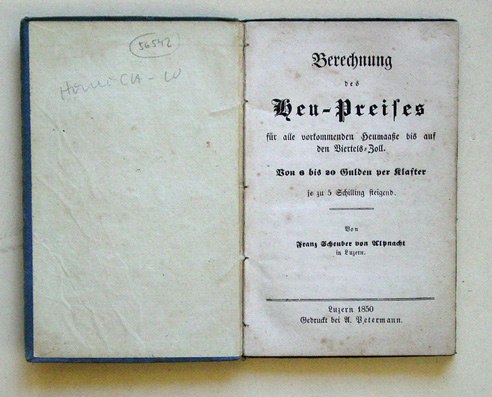 56542
CH - LU
Berechnung
des
Heu-Preiſes
für alle vorkommenden Heumaaße bis auf
den Viertels-Zoll.
Von 6 bis 20 Gulden per Klafter
je zu 5 Schilling ſteigend.
Von
Franz Scheuber von Alpnacht
in Luzern.
Luzern 1850
Gedruckt bei A. Petermann.